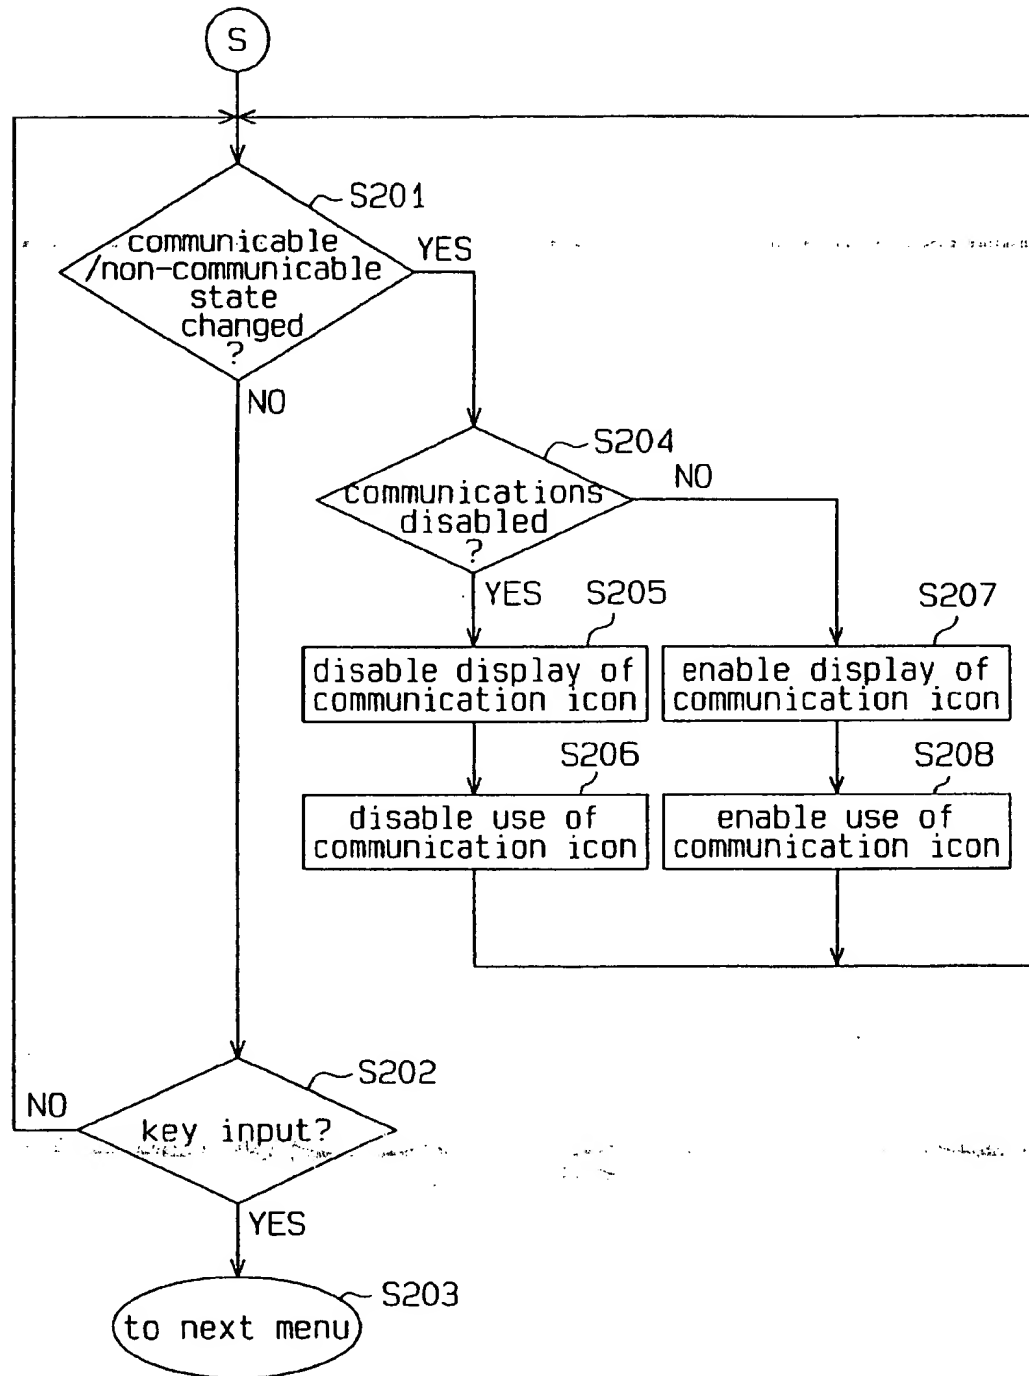 S
S201
communicable
/non-communicable
state
changed
?
YES
NO
S204
communications
disabled
?
NO
YES
S205
disable display of
communication icon
S207
enable display of
communication icon
S206
disable use of
communication icon
S208
enable use of
communication icon
S202
key input?
NO
YES
S203
to next menu